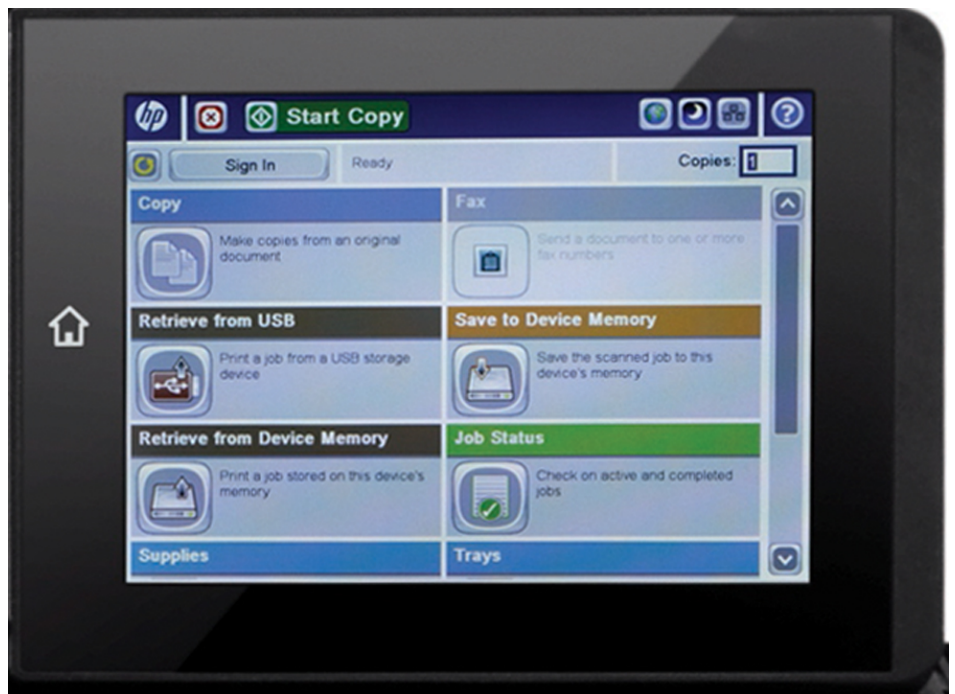 hp
Start Copy
?
Sign In
Ready
Copies: 1
Copy
Fax
Make copies from an original
document
Send a document to one or more
fax numbers
Retrieve from USB
Save to Device Memory
Print a job from a USB storage
device
Save the scanned job to this
device's memory
Retrieve from Device Memory
Job Status
Print a job stored on this device's
memory
Check on active and completed
jobs
Supplies
Trays